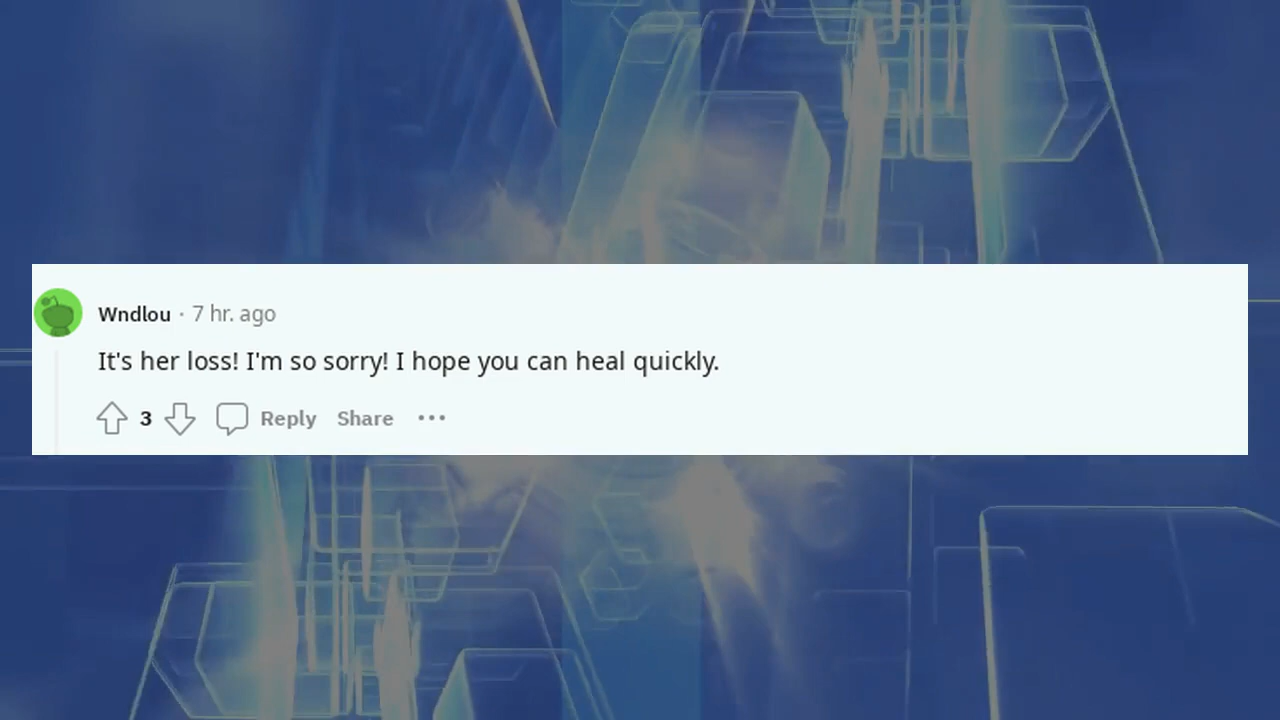 Wndlou · 7 hr. ago
It's her loss! I'm so sorry! I hope you can heal quickly.
3 Reply Share ···